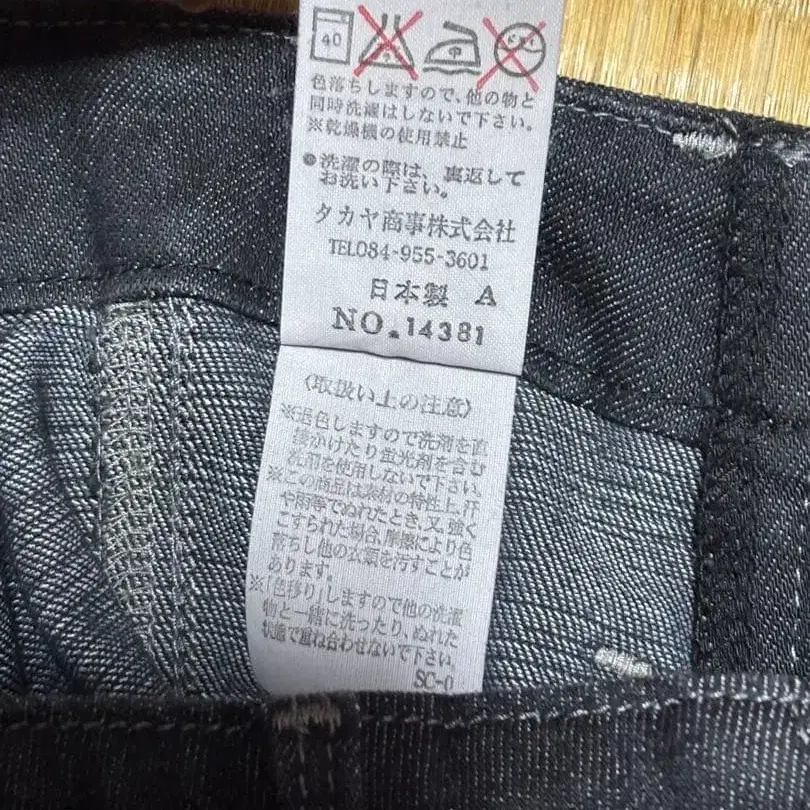 40
中
ドライ
色落ちしますので、他の物と
同時洗濯はしないで下さい。
※乾燥機の使用禁止
●洗濯の際は、裏返して
お洗い下さい。
タカヤ商事株式会社
TEL084-955-3601
日本製 A
NO.14381
〈取扱い上の注意〉
※退色しますので洗剤を直
接かけたり蛍光剤を含む
洗剤を使用しないで下さい。
※この商品は素材の特性上、汗
や雨等でぬれたとき、又、強く
こすられた場合、摩擦により色
落ちし他の衣類を汚すことが
あります。
※「色移り」しますので他の洗濯
物と一緒に洗ったり、ぬれた
状態で重ね合わせないで下さい。
SC-0